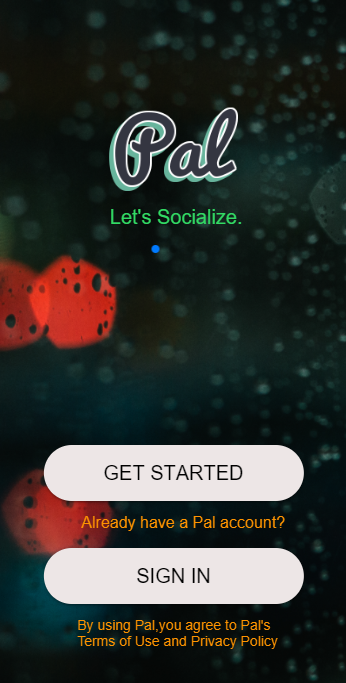 Pal
Let's Socialize.
GET STARTED
Already have a Pal account?
SIGN IN
By using Pal,you agree to Pal's
Terms of Use and Privacy Policy